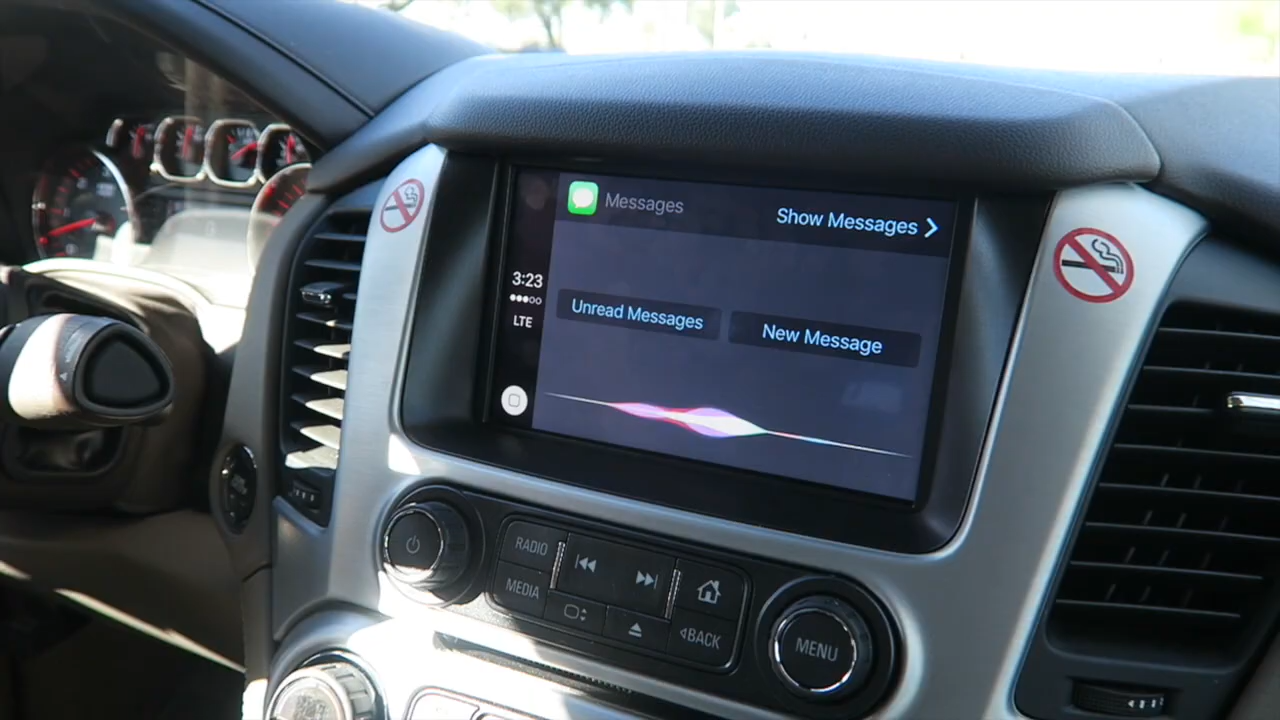 Messages
Show Messages
3:23
LTE
Unread Messages
New Message
RADIO
MEDIA
BACK
MENU